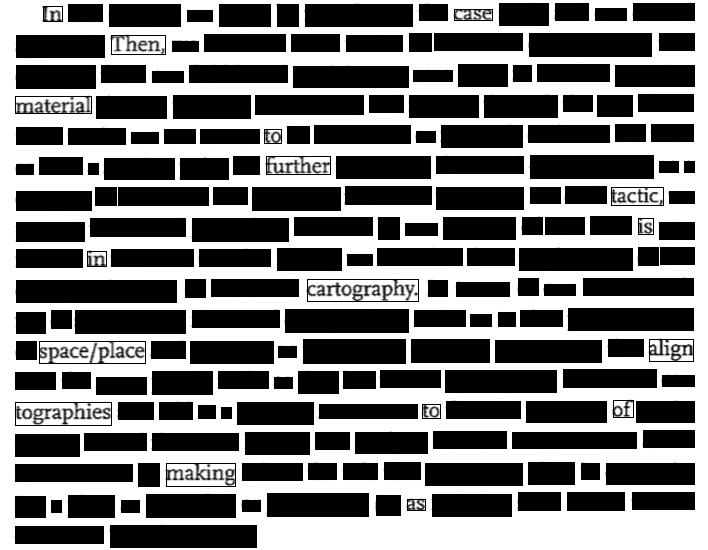 In case
Then,
material
to
further
tactic,
is
in
cartography.
space/place align
tographies to of
making
as